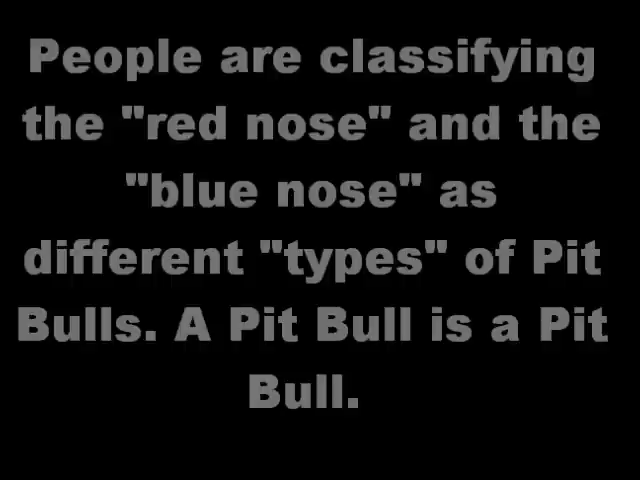 People are classifying
the "red nose" and the
"blue nose" as
different "types" of Pit
Bulls. A Pit Bull is a Pit
Bull.